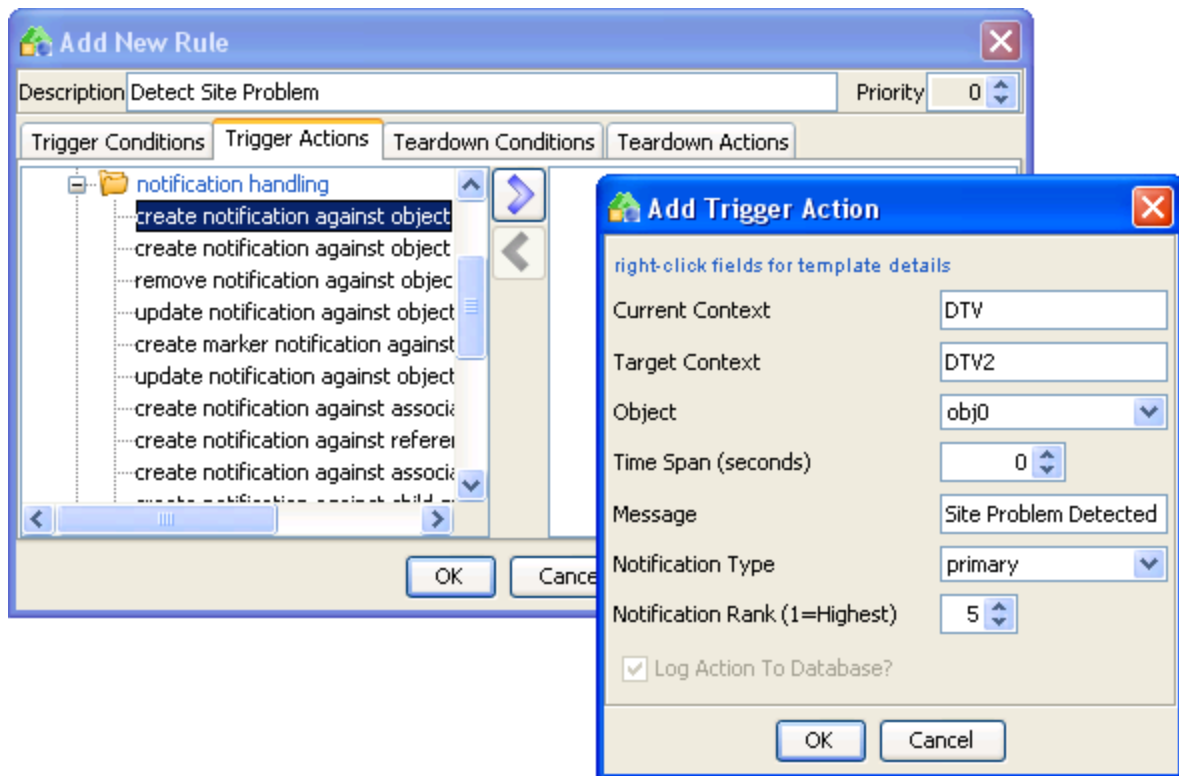 Add New Rule
Description Detect Site Problem Priority 0
Trigger Conditions Trigger Actions Teardown Conditions Teardown Actions
notification handling
create notification against object
create notification against object
remove notification against objec
update notification against object
create marker notification against
update notification against object
create notification against associa
create notification against referer
create notification against associa
OK Cance
Add Trigger Action
right-click fields for template details
Current Context DTV
Target Context DTV2
Object obj0
Time Span (seconds) 0
Message Site Problem Detected
Notification Type primary
Notification Rank (1=Highest) 5
Log Action To Database?
OK Cancel